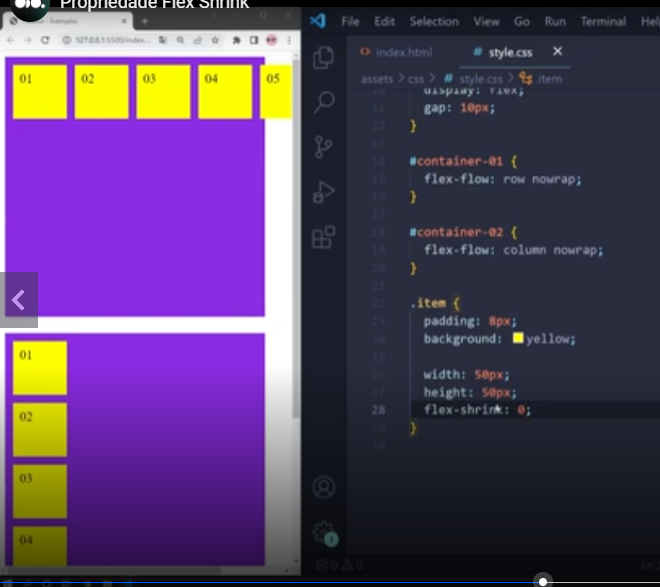 Propriedade Flex Shrink
File Edit Selection View Go Run Terminal
127.0.0.1:5500/index...
index.html
# style.css
assets > css > # style.css > .item
01 02 03 04 05
display: flex;
11 gap: 10px;
12 }
13
14 #container-01 {
15 flex-flow: row nowrap;
16 }
17
18 #container-02 {
19 flex-flow: column nowrap;
20 }
21
22 .item {
23 padding: 8px;
24 background: yellow;
25
26 width: 50px;
27 height: 50px;
28 flex-shrink: 0;
29 }
30
01
02
03
04
1
0 0